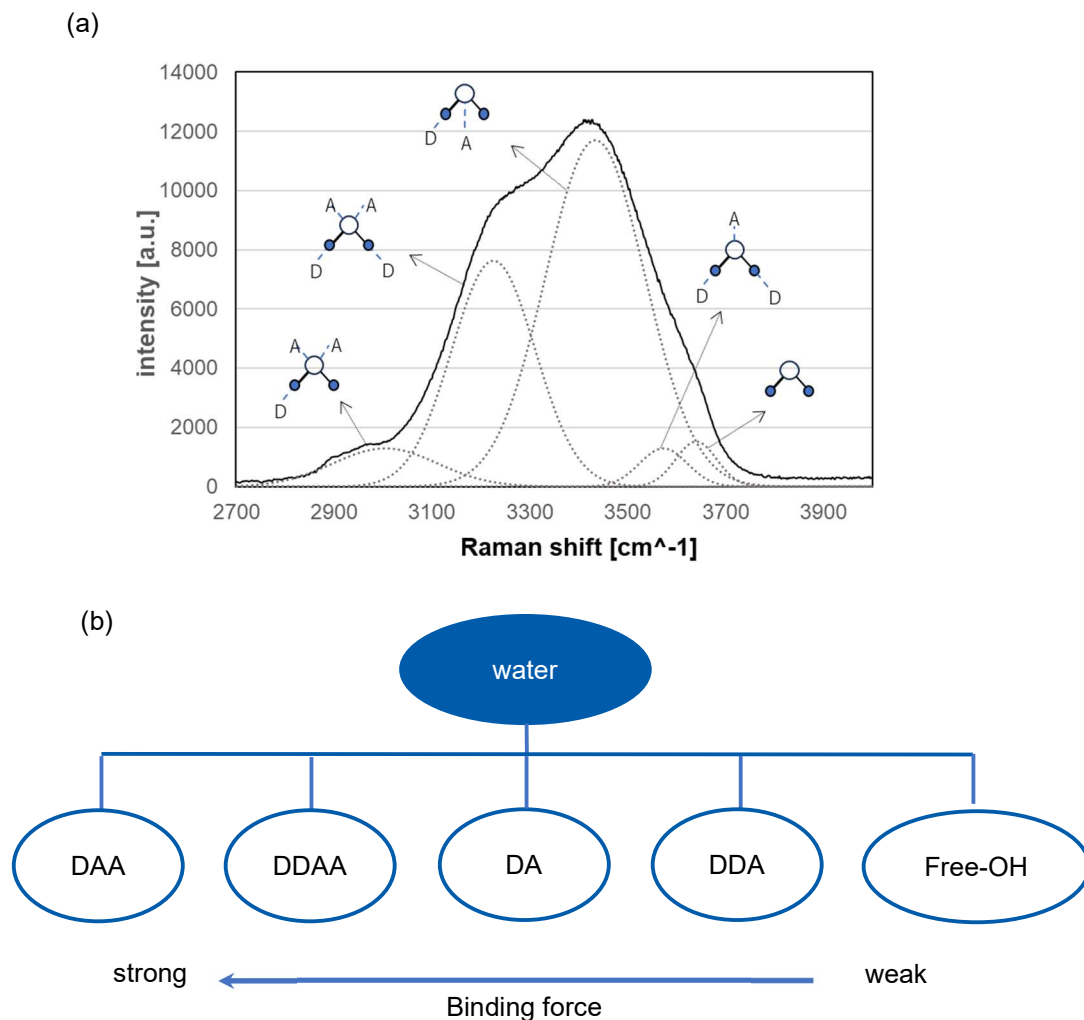 (a)
14000
12000
10000
8000
6000
4000
2000
0
intensity [a.u.]
D
A
A
A
D
D
A
D
D
A
A
D
2700
2900
3100
3300
3500
3700
3900
Raman shift [cm^-1]
(b)
water
DAA
DDAA
DA
DDA
Free-OH
strong
weak
Binding force